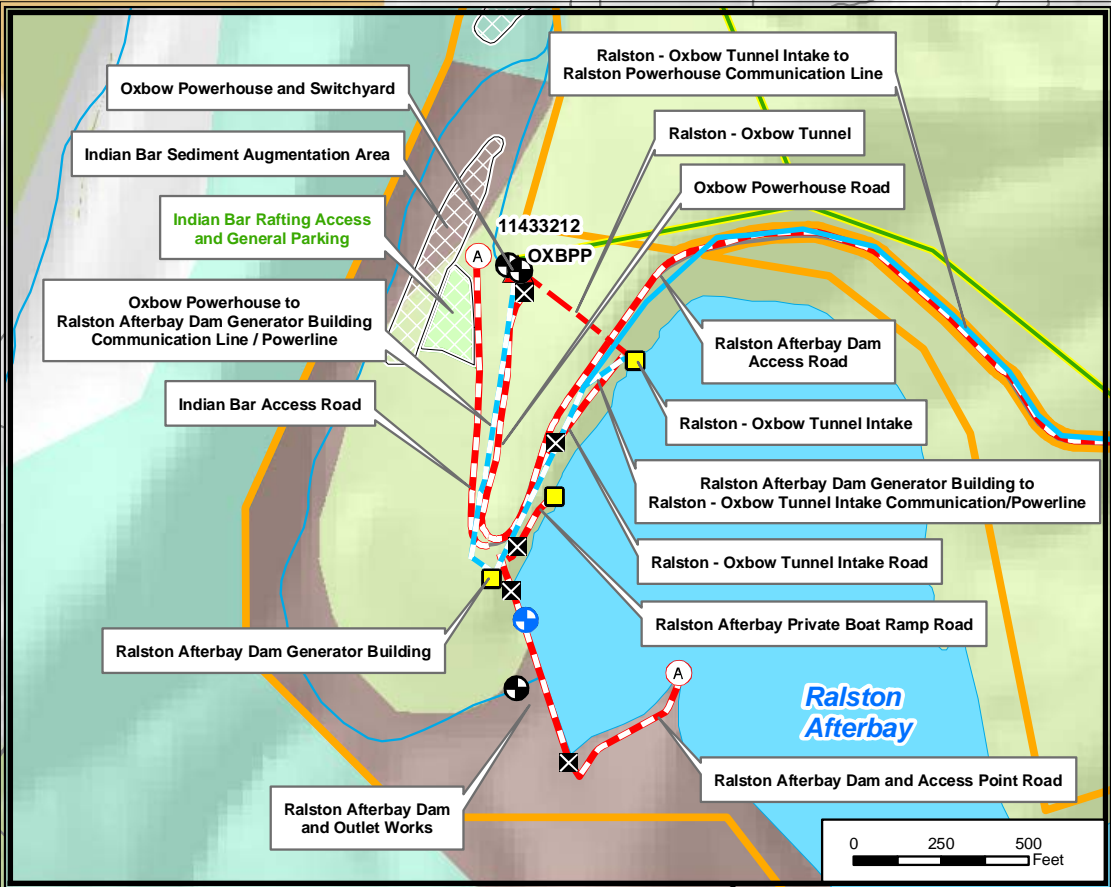 Ralston - Oxbow Tunnel Intake to
Ralston Powerhouse Communication Line
Oxbow Powerhouse and Switchyard
Ralston - Oxbow Tunnel
Indian Bar Sediment Augmentation Area
Oxbow Powerhouse Road
Indian Bar Rafting Access
and General Parking
11433212
A
OXBPP
Oxbow Powerhouse to
Ralston Afterbay Dam Generator Building
Communication Line / Powerline
Ralston Afterbay Dam
Access Road
Indian Bar Access Road
Ralston - Oxbow Tunnel Intake
Ralston Afterbay Dam Generator Building to
Ralston - Oxbow Tunnel Intake Communication/Powerline
Ralston - Oxbow Tunnel Intake Road
Ralston Afterbay Private Boat Ramp Road
Ralston Afterbay Dam Generator Building
A
Ralston
Afterbay
Ralston Afterbay Dam and Access Point Road
Ralston Afterbay Dam
and Outlet Works
0 250 500
Feet